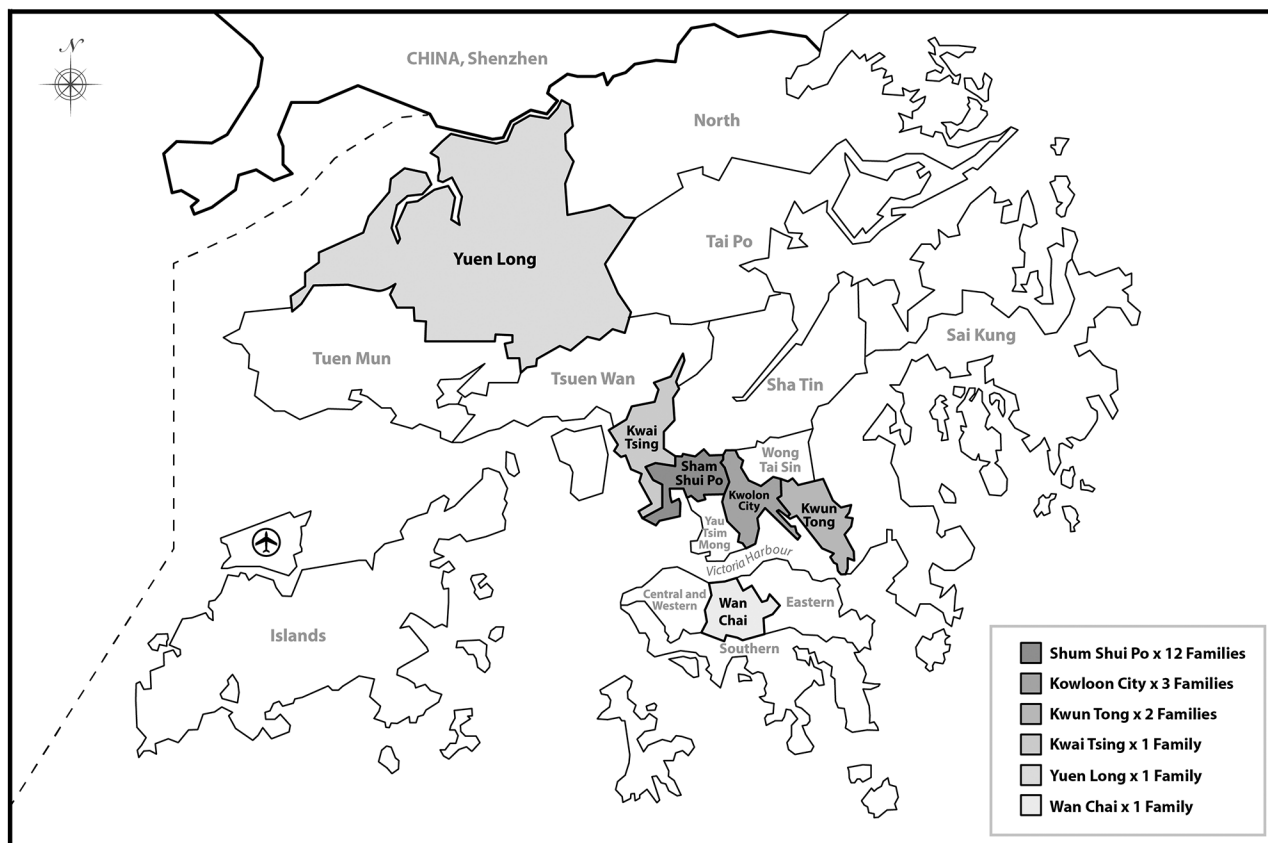 N
CHINA, Shenzhen
North
Tai Po
Yuen Long
Sai Kung
Tuen Mun
Tsuen Wan
Sha Tin
Kwai
Tsing
Wong
Tai Sin
Sham
Shui Po
Kwolon
City
Kwun
Tong
Yau
Tsim
Mong
Victoria Harbour
Central and
Western
Wan
Chai
Eastern
Islands
Southern
Shum Shui Po x 12 Families
Kowloon City x 3 Families
Kwun Tong x 2 Families
Kwai Tsing x 1 Family
Yuen Long x 1 Family
Wan Chai x 1 Family